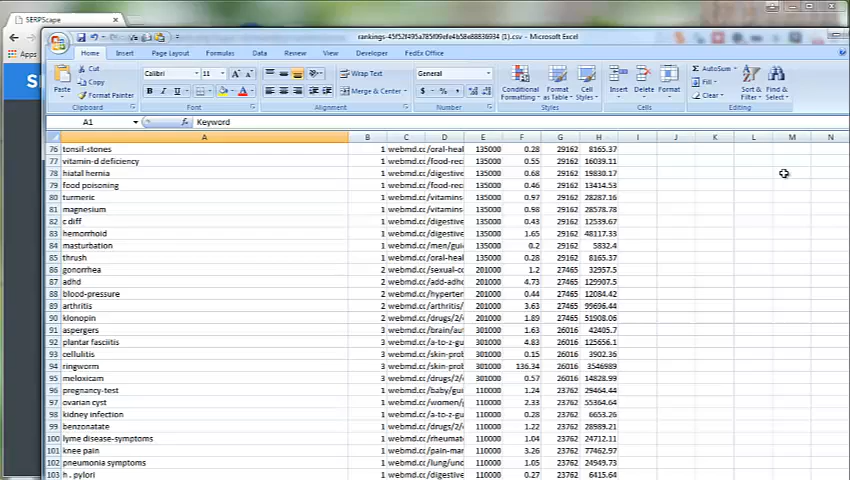 SERPScape
rankings-45f52f495a785f09efe4b58e88836934 (1).csv - Microsoft Excel
Home Insert Page Layout Formulas Data Review View Developer FedEx Office
Apps
Cut
Copy
Format Painter
Paste
Clipboard
Calibri 11
B I U
Font
Wrap Text
Merge & Center
Alignment
General
$ % ,
Number
Conditional Formatting
Format as Table
Cell Styles
Styles
Insert Delete Format
Cells
AutoSum
Fill
Clear
Sort & Filter
Find & Select
Editing
A1 fx Keyword
A B C D E F G H I J K L M N
76 tonsil-stones 1 webmd.cc /oral-heal 135000 0.28 29162 8165.37
77 vitamin-d deficiency 1 webmd.cc /food-reci 135000 0.55 29162 16039.11
78 hiatal hernia 1 webmd.cc /digestive 135000 0.68 29162 19830.17
79 food poisoning 1 webmd.cc /food-reci 135000 0.46 29162 13414.53
80 turmeric 1 webmd.cc /vitamins- 135000 0.97 29162 28287.16
81 magnesium 1 webmd.cc /vitamins- 135000 0.98 29162 28578.78
82 c diff 1 webmd.cc /digestive 135000 0.43 29162 12539.67
83 hemorrhoid 1 webmd.cc /digestive 135000 1.65 29162 48117.33
84 masturbation 1 webmd.cc /men/gui 135000 0.2 29162 5832.4
85 thrush 1 webmd.cc /oral-heal 135000 0.28 29162 8165.37
86 gonorrhea 2 webmd.cc /sexual-co 201000 1.2 27465 32957.5
87 adhd 2 webmd.cc /add-adhd 201000 4.73 27465 129907.5
88 blood-pressure 2 webmd.cc /hyperten 201000 0.44 27465 12084.42
89 arthritis 2 webmd.cc /arthritis/ 201000 3.63 27465 99696.44
90 klonopin 2 webmd.cc /drugs/2/ 201000 1.89 27465 51908.06
91 aspergers 3 webmd.cc /brain/aut 301000 1.63 26016 42405.7
92 plantar fasciitis 3 webmd.cc /a-to-z-gu 301000 4.83 26016 125656.1
93 cellulitis 3 webmd.cc /skin-prob 301000 0.15 26016 3902.36
94 ringworm 3 webmd.cc /skin-prob 301000 136.34 26016 3546989
95 meloxicam 3 webmd.cc /drugs/2/ 301000 0.57 26016 14828.99
96 pregnancy-test 1 webmd.cc /baby/gui 110000 1.24 23762 29464.44
97 ovarian cyst 1 webmd.cc /women/ 110000 2.33 23762 55364.64
98 kidney infection 1 webmd.cc /a-to-z-gu 110000 0.28 23762 6653.26
99 benzonatate 1 webmd.cc /drugs/2/ 110000 1.22 23762 28989.21
100 lyme disease-symptoms 1 webmd.cc /rheumat 110000 1.04 23762 24712.11
101 knee pain 1 webmd.cc /pain-man 110000 3.26 23762 77462.97
102 pneumonia symptoms 1 webmd.cc /lung/und 110000 1.05 23762 24949.73
103 h . pylori 1 webmd.cc /digestive 110000 0.27 23762 6415.64